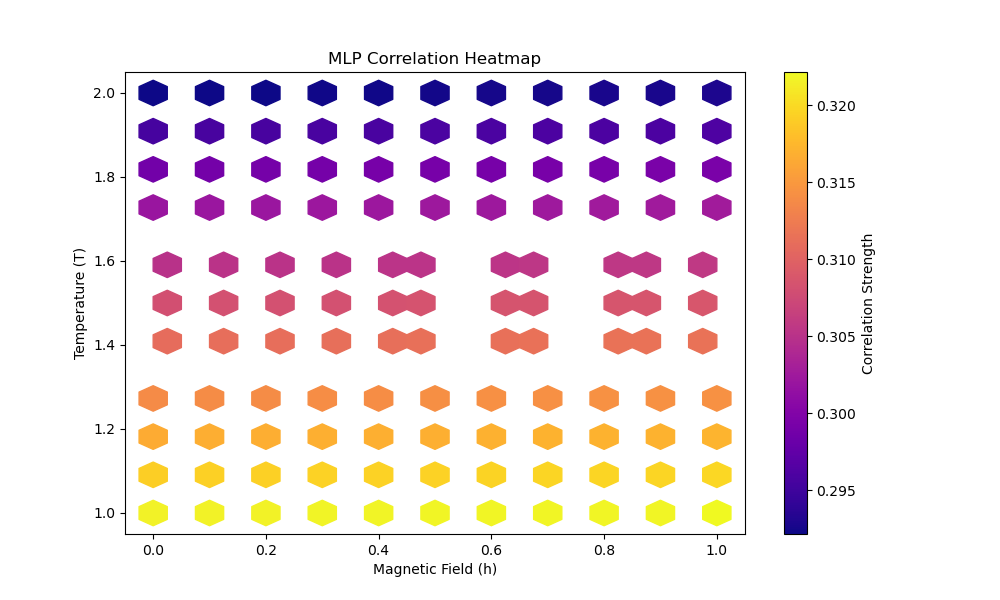 MLP Correlation Heatmap
2.0
1.8
1.6
1.4
1.2
1.0
Temperature (T)
0.0 0.2 0.4 0.6 0.8 1.0
Magnetic Field (h)
0.320
0.315
0.310
0.305
0.300
0.295
Correlation Strength